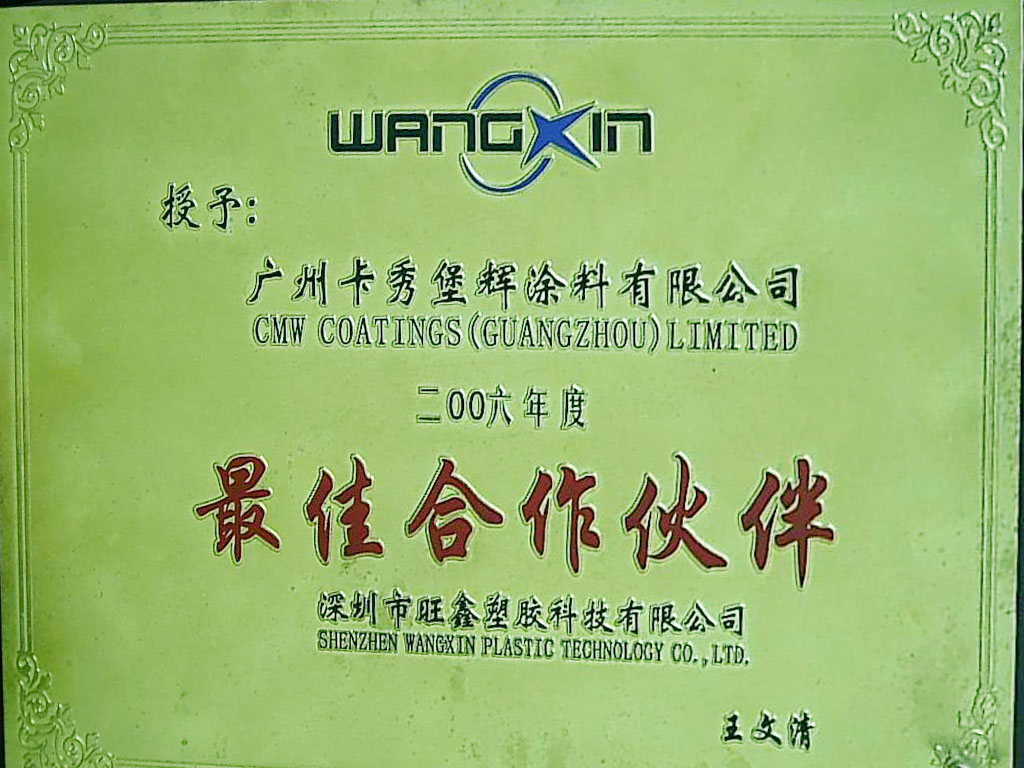 WANGXIN
授予:
广州卡秀堡辉涂料有限公司
CMW COATINGS(GUANGZHOU)LIMITED
二00六年度
最佳合作伙伴
深圳市旺鑫塑胶科技有限公司
SHENZHEN WANGXIN PLASTIC TECHNOLOGY CO.,LTD.
王文清